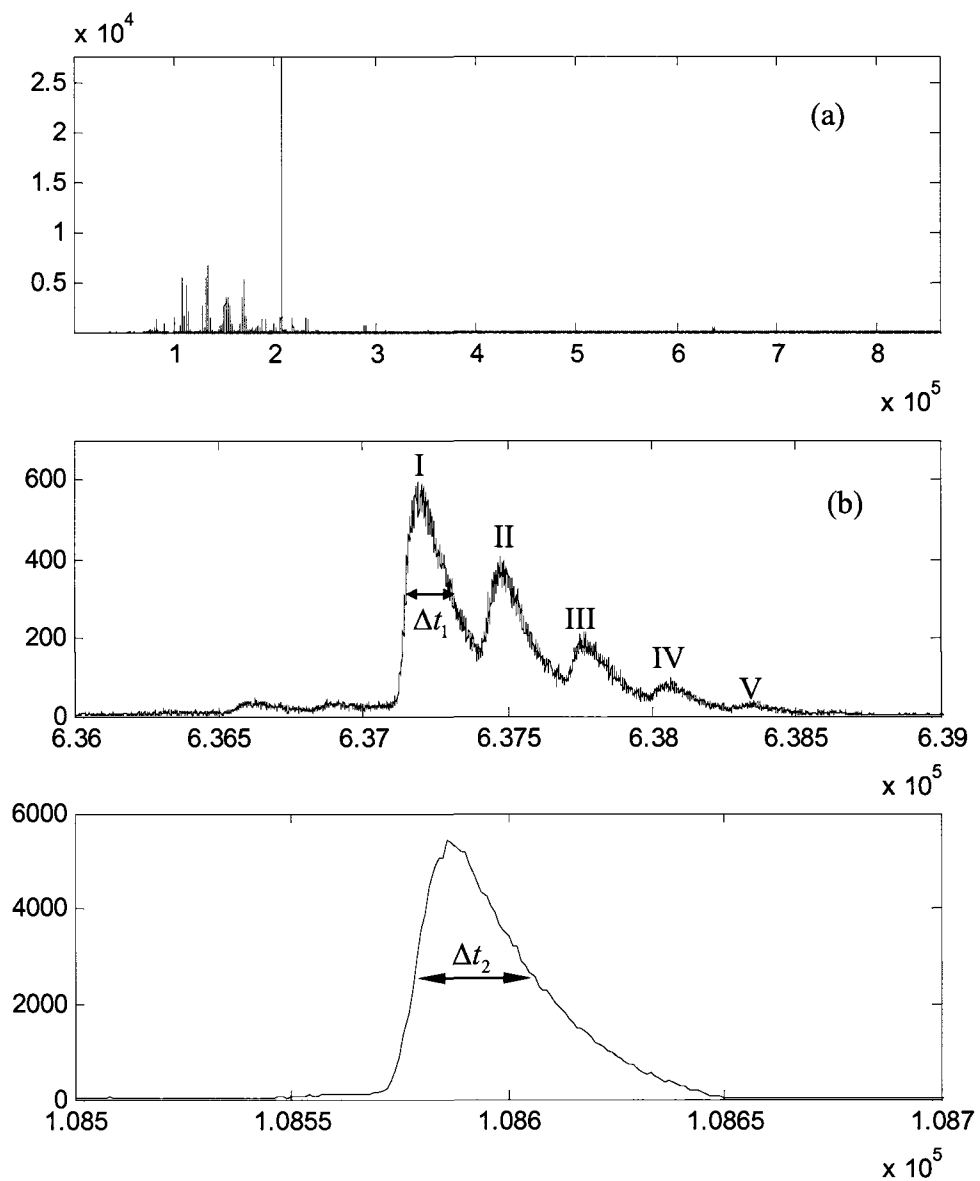 x 10^4
2.5
2
1.5
1
0.5
(a)
1 2 3 4 5 6 7 8
x 10^5
600
400
200
0
I
II
III
IV
V
Δt₁
(b)
6.36 6.365 6.37 6.375 6.38 6.385 6.39
x 10^5
6000
4000
2000
0
Δt₂
1.085 1.0855 1.086 1.0865 1.087
x 10^5